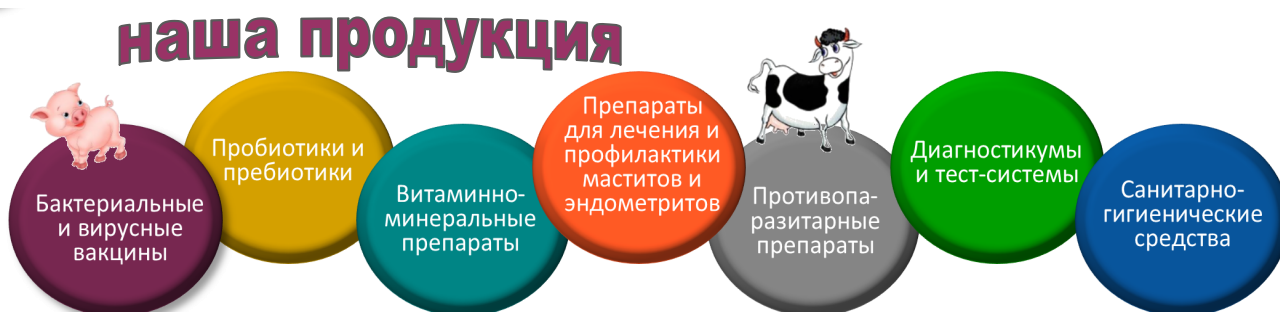 наша продукция
Бактериальные
и вирусные
вакцины
Пробиотики и
пребиотики
Витаминно-
минеральные
препараты
Препараты
для лечения и
профилактики
маститов и
эндометритов
Противопа-
разитарные
препараты
Диагностикумы
и тест-системы
Санитарно-
гигиенические
средства